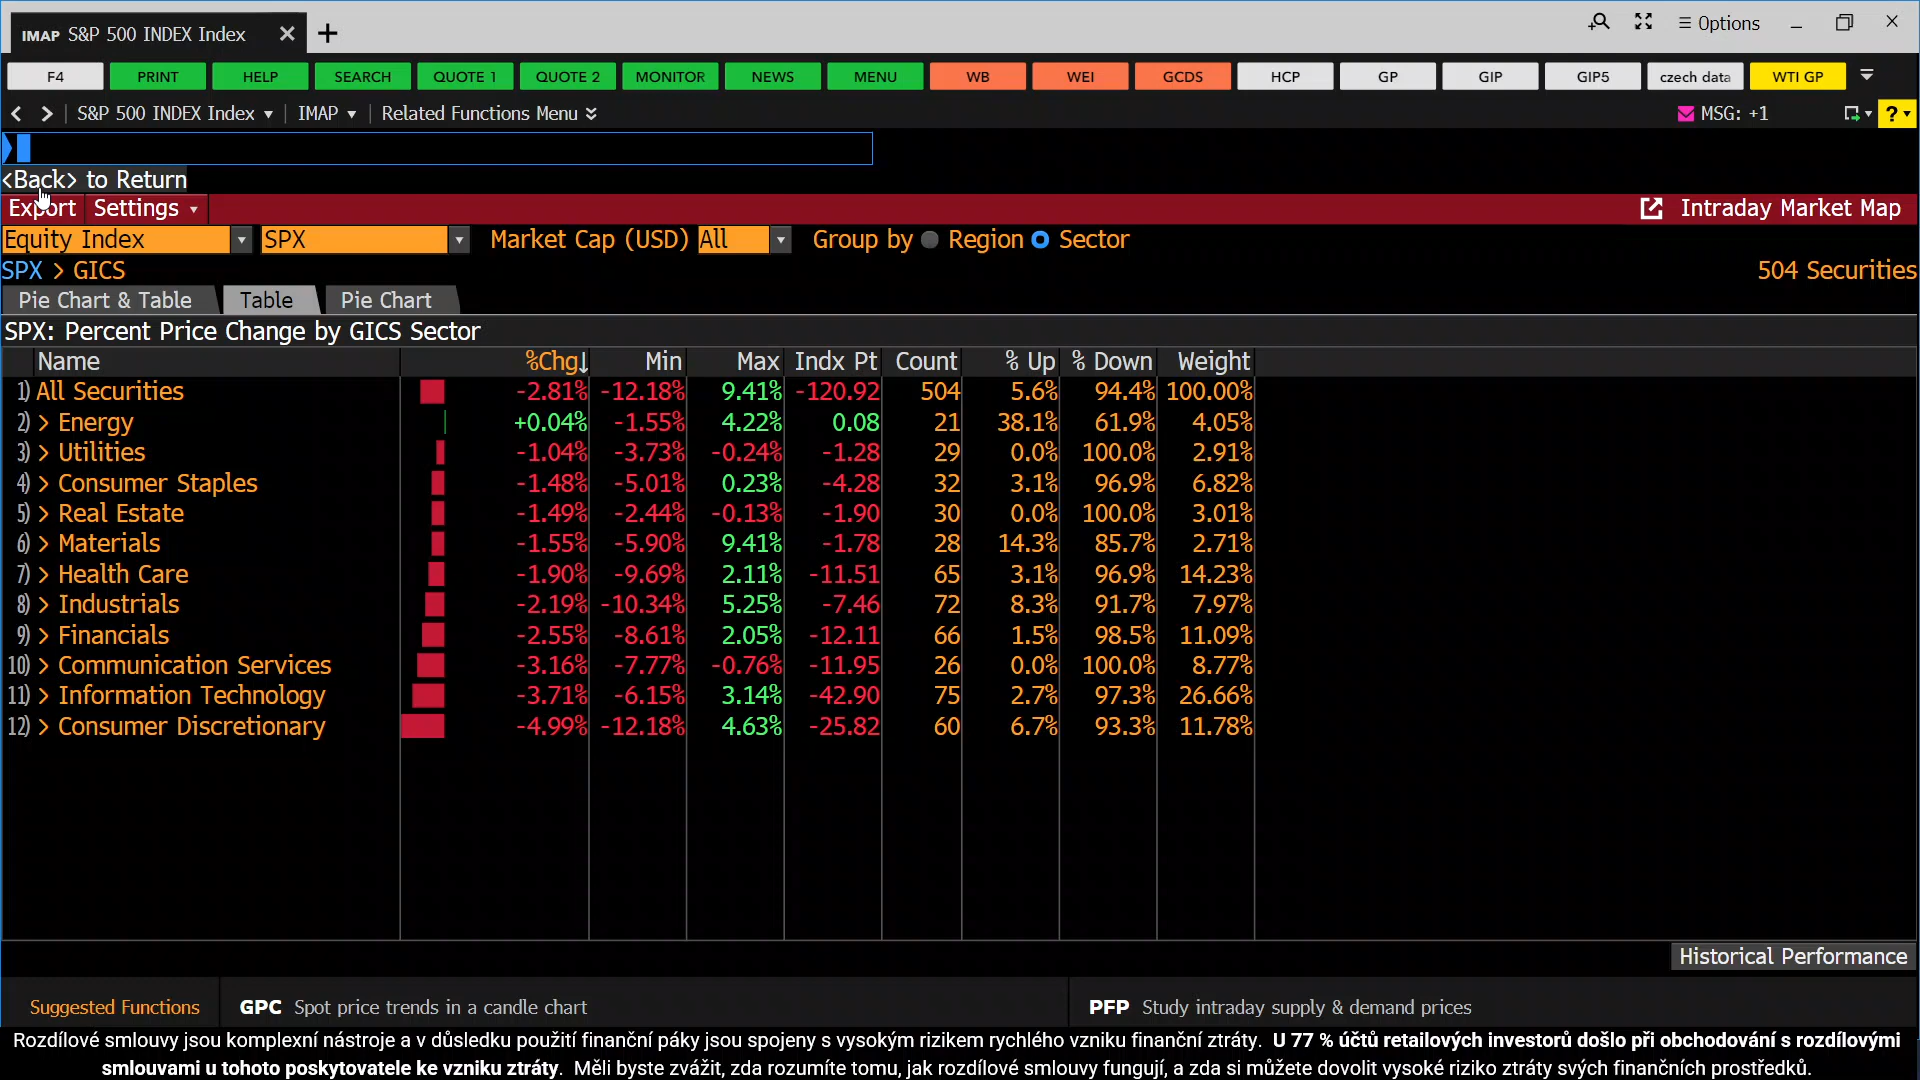 IMAP S&P 500 INDEX Index
Options
F4 PRINT HELP SEARCH QUOTE 1 QUOTE 2 MONITOR NEWS MENU WB WEI GCDS HCP GP GIP GIP5 czech data WTI GP
S&P 500 INDEX Index IMAP Related Functions Menu MSG: +1 ?
<Back> to Return
Export Settings Intraday Market Map
Equity Index SPX Market Cap (USD) All Group by Region Sector
SPX > GICS 504 Securities
Pie Chart & Table Table Pie Chart
SPX: Percent Price Change by GICS Sector
Name %Chg↓ Min Max Indx Pt Count % Up % Down Weight
1) All Securities -2.81% -12.18% 9.41% -120.92 504 5.6% 94.4% 100.00%
2) > Energy +0.04% -1.55% 4.22% 0.08 21 38.1% 61.9% 4.05%
3) > Utilities -1.04% -3.73% -0.24% -1.28 29 0.0% 100.0% 2.91%
4) > Consumer Staples -1.48% -5.01% 0.23% -4.28 32 3.1% 96.9% 6.82%
5) > Real Estate -1.49% -2.44% -0.13% -1.90 30 0.0% 100.0% 3.01%
6) > Materials -1.55% -5.90% 9.41% -1.78 28 14.3% 85.7% 2.71%
7) > Health Care -1.90% -9.69% 2.11% -11.51 65 3.1% 96.9% 14.23%
8) > Industrials -2.19% -10.34% 5.25% -7.46 72 8.3% 91.7% 7.97%
9) > Financials -2.55% -8.61% 2.05% -12.11 66 1.5% 98.5% 11.09%
10) > Communication Services -3.16% -7.77% -0.76% -11.95 26 0.0% 100.0% 8.77%
11) > Information Technology -3.71% -6.15% 3.14% -42.90 75 2.7% 97.3% 26.66%
12) > Consumer Discretionary -4.99% -12.18% 4.63% -25.82 60 6.7% 93.3% 11.78%
Historical Performance
Suggested Functions GPC Spot price trends in a candle chart PFP Study intraday supply & demand prices
Rozdílové smlouvy jsou komplexní nástroje a v důsledku použití finanční páky jsou spojeny s vysokým rizikem rychlého vzniku finanční ztráty. U 77 % účtů retailových investorů došlo při obchodování s rozdílovými
smlouvami u tohoto poskytovatele ke vzniku ztráty. Měli byste zvážit, zda rozumíte tomu, jak rozdílové smlouvy fungují, a zda si můžete dovolit vysoké riziko ztráty svých finančních prostředků.